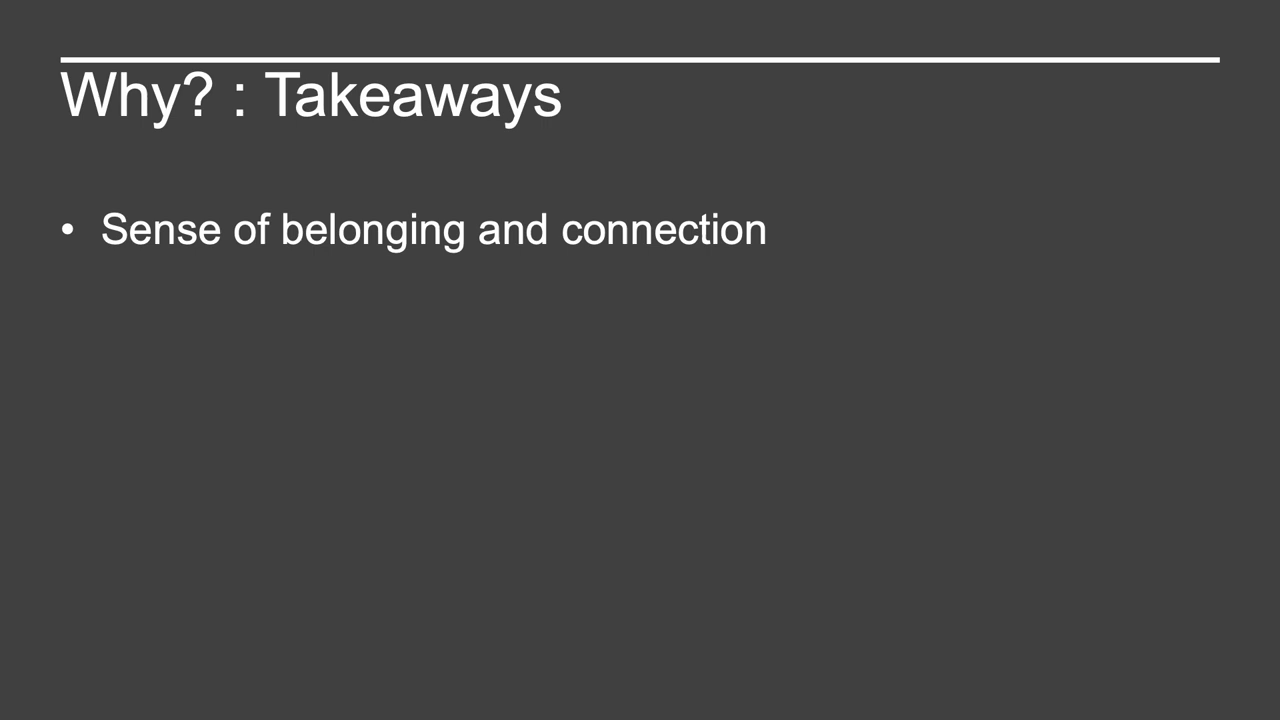 Why? : Takeaways
• Sense of belonging and connection